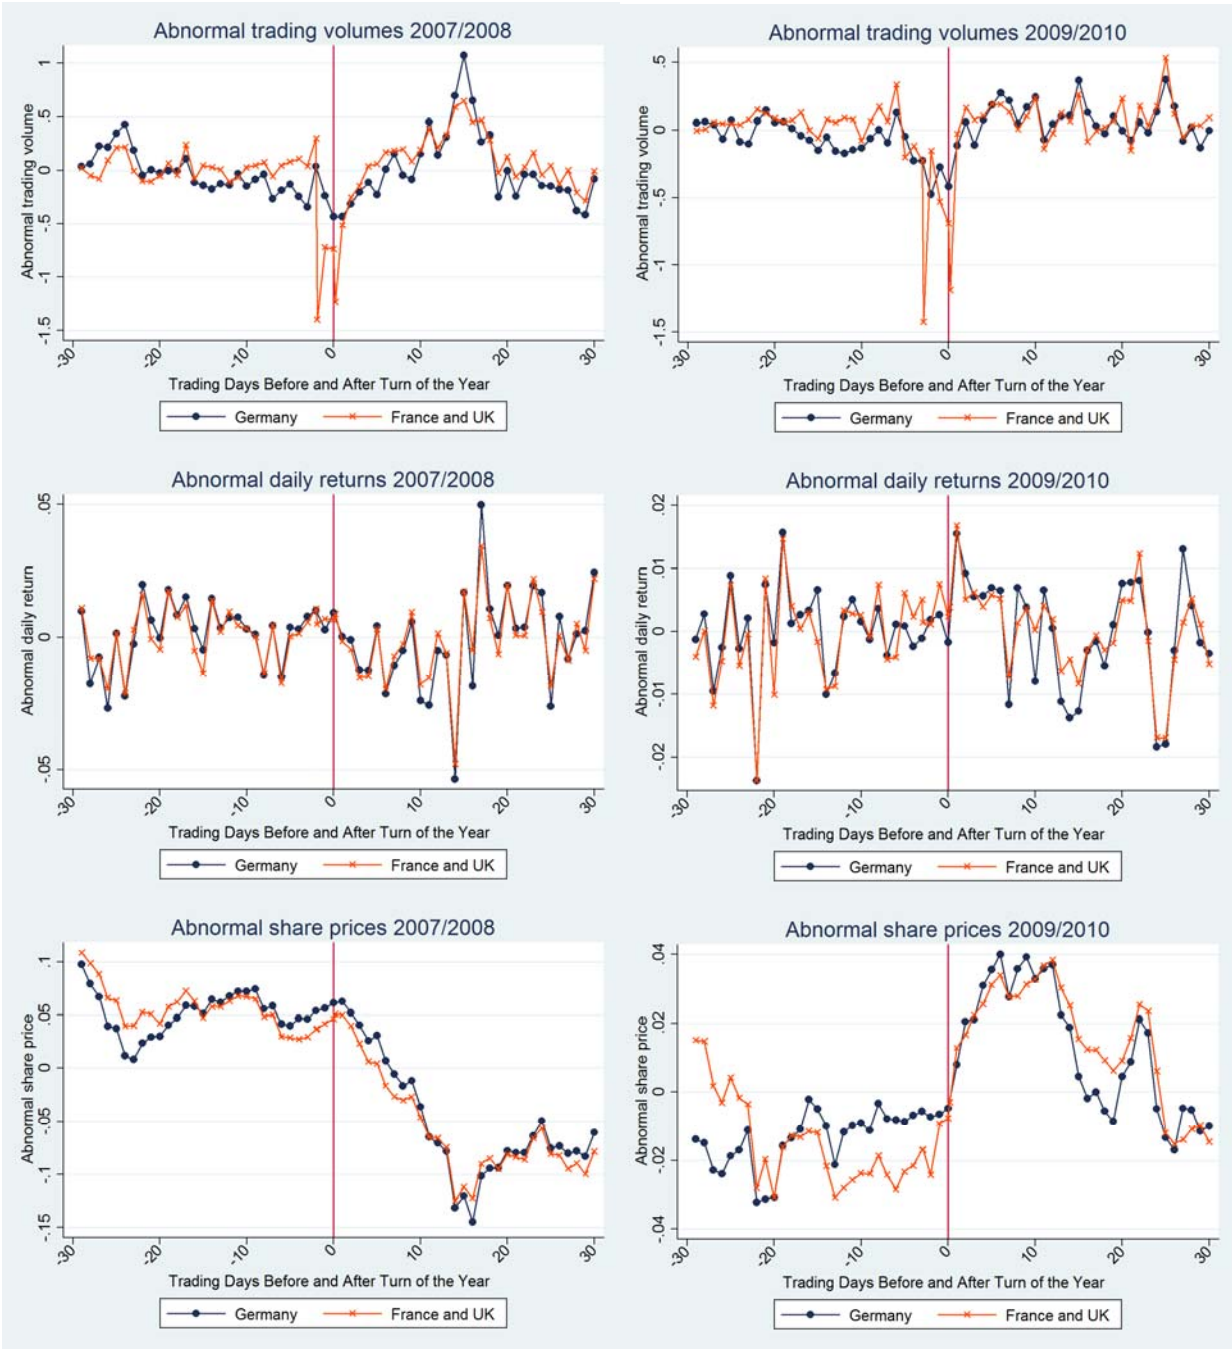 Abnormal trading volumes 2007/2008
Abnormal trading volume
1
.5
0
-.5
-1
-1.5
-30
-20
-10
0
10
20
30
Trading Days Before and After Turn of the Year
Germany
France and UK
Abnormal trading volumes 2009/2010
Abnormal trading volume
.5
0
-.5
-1
-1.5
-30
-20
-10
0
10
20
30
Trading Days Before and After Turn of the Year
Germany
France and UK
Abnormal daily returns 2007/2008
Abnormal daily return
.05
0
-.05
-30
-20
-10
0
10
20
30
Trading Days Before and After Turn of the Year
Germany
France and UK
Abnormal daily returns 2009/2010
Abnormal daily return
.02
.01
0
-.01
-.02
-30
-20
-10
0
10
20
30
Trading Days Before and After Turn of the Year
Germany
France and UK
Abnormal share prices 2007/2008
Abnormal share price
.1
.05
0
-.05
-.1
-.15
-30
-20
-10
0
10
20
30
Trading Days Before and After Turn of the Year
Germany
France and UK
Abnormal share prices 2009/2010
Abnormal share price
.04
.02
0
-.02
-.04
-30
-20
-10
0
10
20
30
Trading Days Before and After Turn of the Year
Germany
France and UK